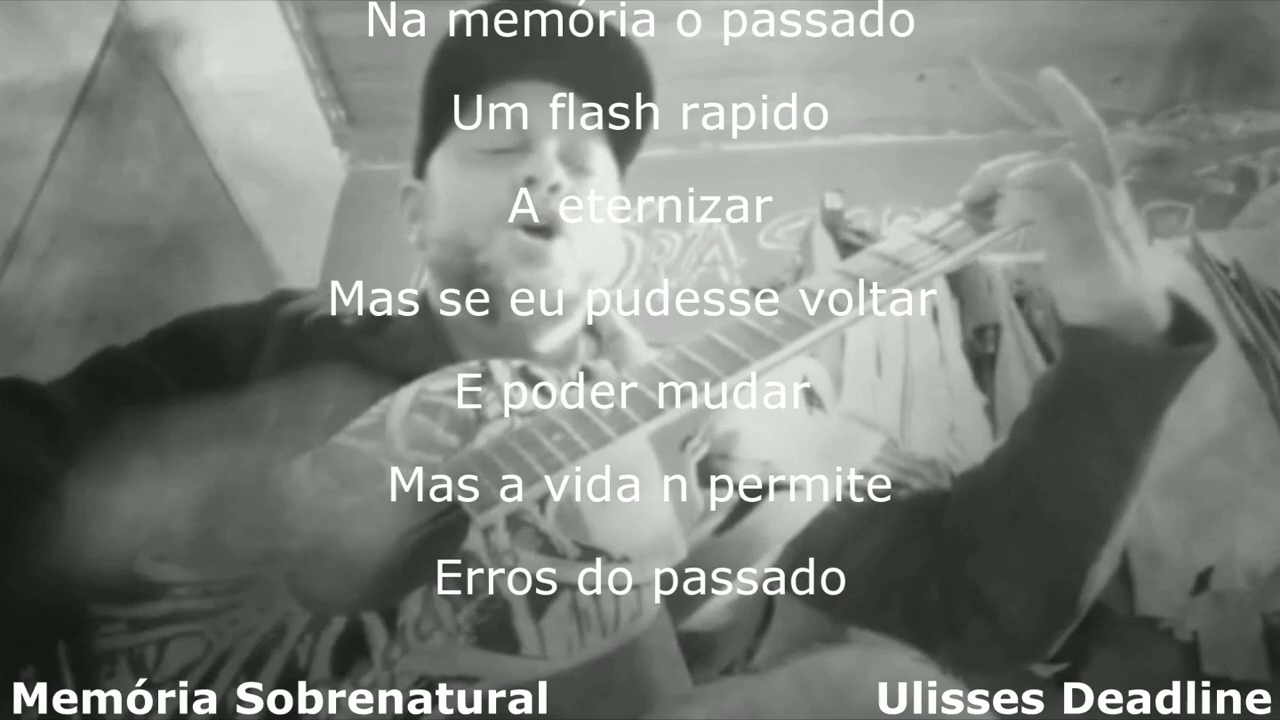 Na memória o passado
Um flash rapido
A eternizar
Mas se eu pudesse voltar
E poder mudar
Mas a vida n permite
Erros do passado
Memória Sobrenatural
Ulisses Deadline